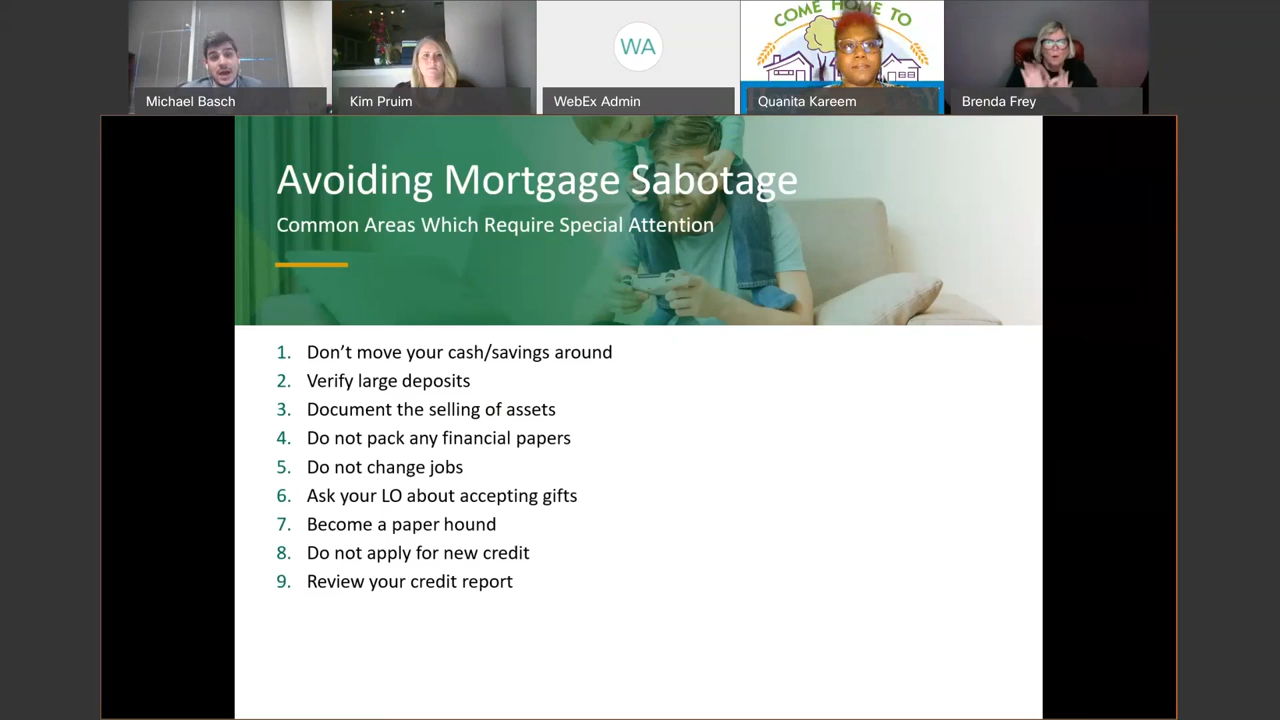 COME HOME TO
WA
Michael Basch
Kim Pruim
WebEx Admin
Quanita Kareem
Brenda Frey
Avoiding Mortgage Sabotage
Common Areas Which Require Special Attention
1. Don't move your cash/savings around
2. Verify large deposits
3. Document the selling of assets
4. Do not pack any financial papers
5. Do not change jobs
6. Ask your LO about accepting gifts
7. Become a paper hound
8. Do not apply for new credit
9. Review your credit report